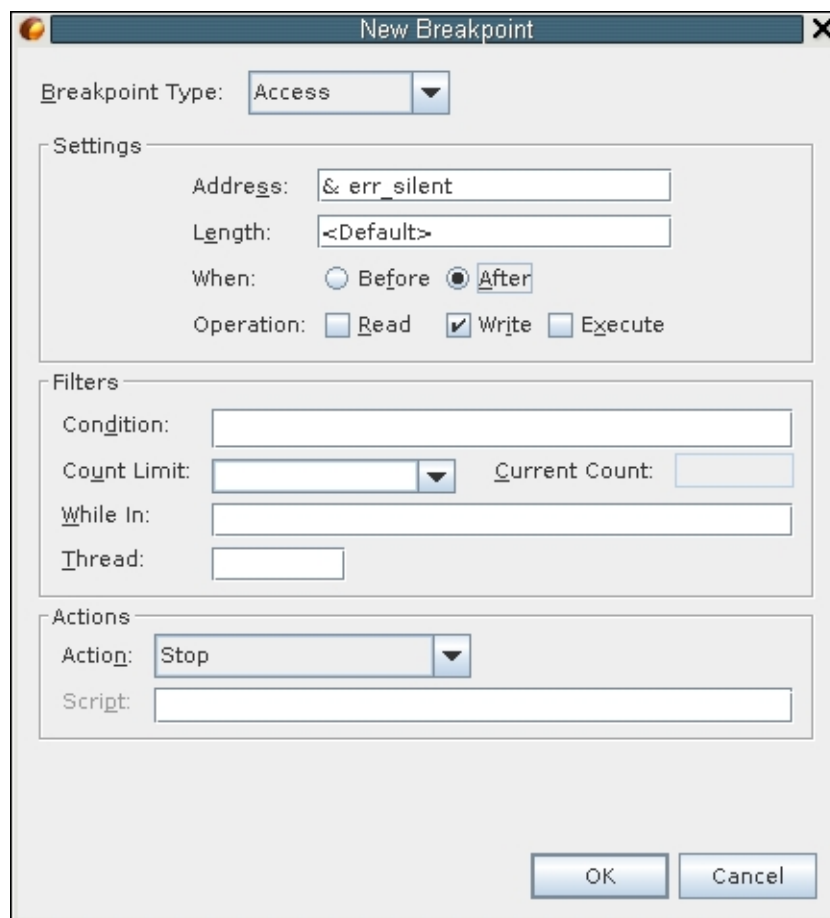 New Breakpoint
Breakpoint Type: Access
Settings
Address: & err_silent
Length: <Default>
When: Before After
Operation: Read Write Execute
Filters
Condition:
Count Limit: Current Count:
While In:
Thread:
Actions
Action: Stop
Script:
OK Cancel